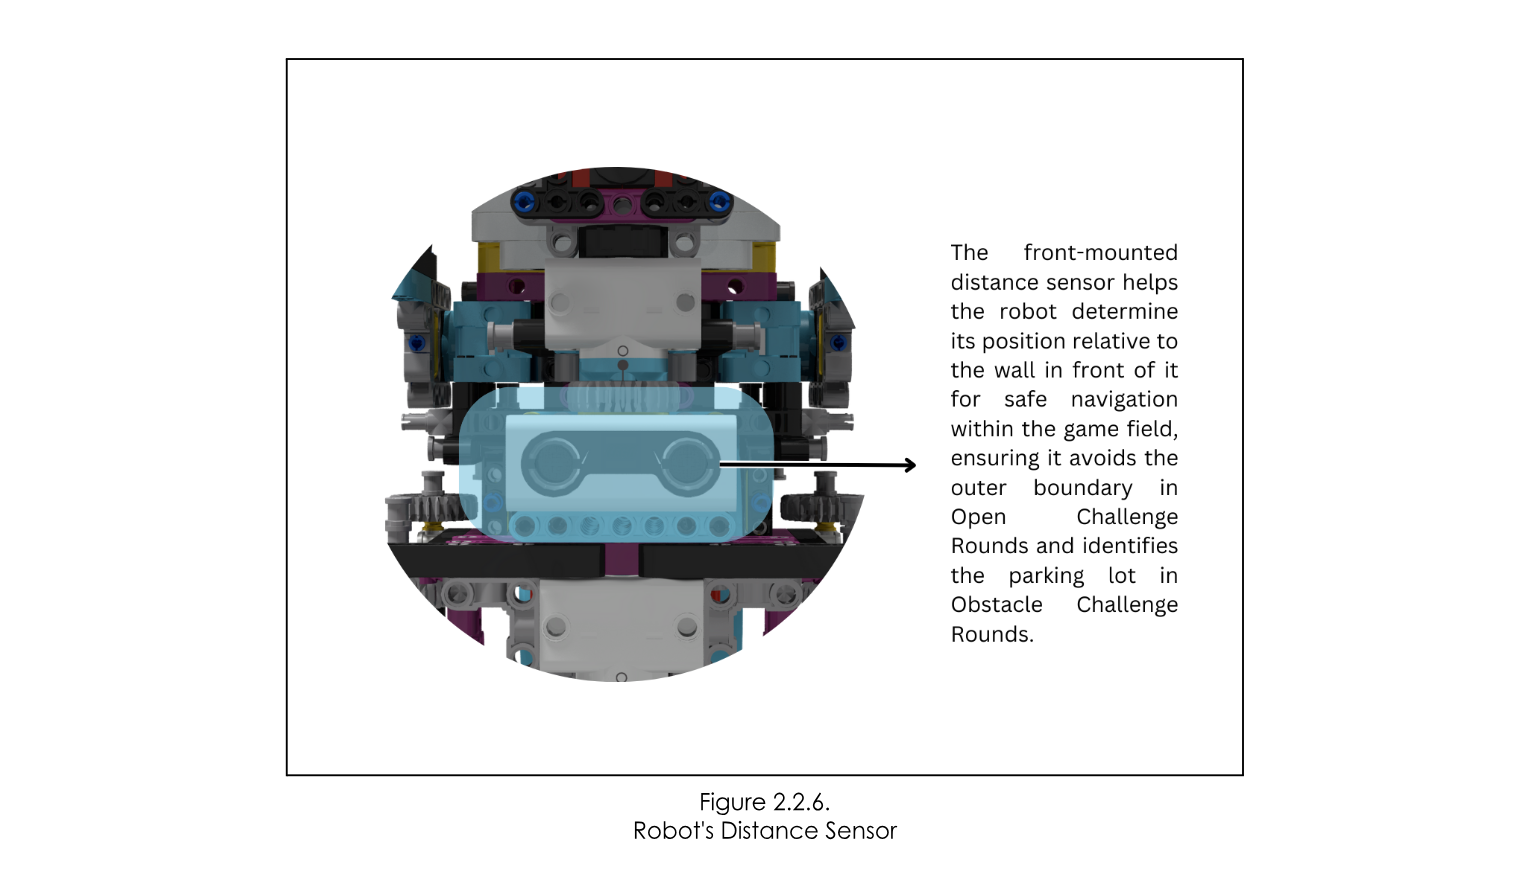 The front-mounted
distance sensor helps
the robot determine
its position relative to
the wall in front of it
for safe navigation
within the game field,
ensuring it avoids the
outer boundary in
Open Challenge
Rounds and identifies
the parking lot in
Obstacle Challenge
Rounds.
Figure 2.2.6.
Robot's Distance Sensor